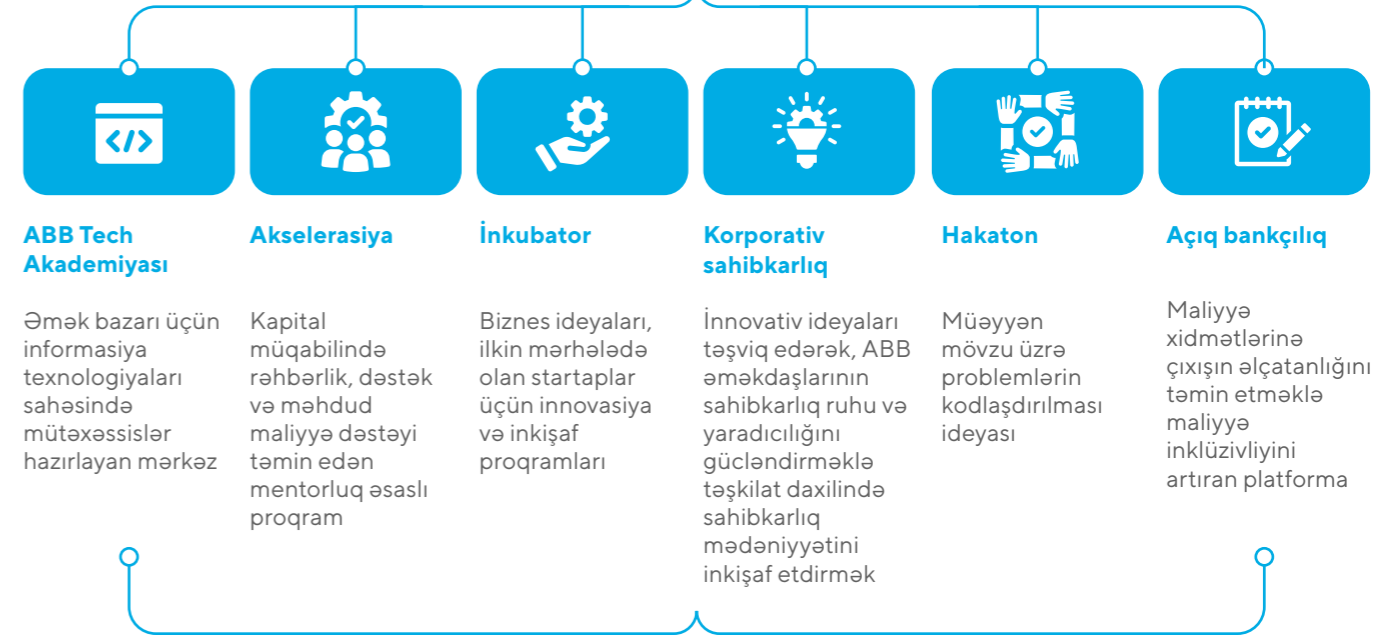 ABB Tech
Akademiyası
Əmək bazarı üçün
informasiya
texnologiyaları
sahəsində
mütəxəssislər
hazırlayan mərkəz
Akselerasiya
Kapital
müqabilində
rəhbərlik, dəstək
və məhdud
maliyyə dəstəyi
təmin edən
mentorluq əsaslı
proqram
İnkubator
Biznes ideyaları,
ilkin mərhələdə
olan startaplar
üçün innovasiya
və inkişaf
proqramları
Korporativ
sahibkarlıq
İnnovativ ideyaları
təşviq edərək, ABB
əməkdaşlarının
sahibkarlıq ruhu və
yaradıcılığını
gücləndirməklə
təşkilat daxilində
sahibkarlıq
mədəniyyətini
inkişaf etdirmək
Hakaton
Müəyyən
mövzu üzrə
problemlərin
kodlaşdırılması
ideyası
Açıq bankçılıq
Maliyyə
xidmətlərinə
çıxışın əlçatanlığını
təmin etməklə
maliyyə
inklüzivliyini
artıran platforma